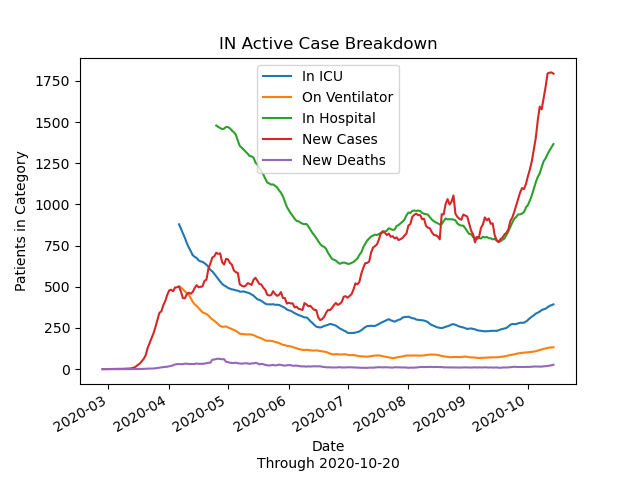 IN Active Case Breakdown
In ICU
On Ventilator
In Hospital
New Cases
New Deaths
Patients in Category
1750
1500
1250
1000
750
500
250
0
2020-03
2020-04
2020-05
2020-06
2020-07
2020-08
2020-09
2020-10
Date
Through 2020-10-20